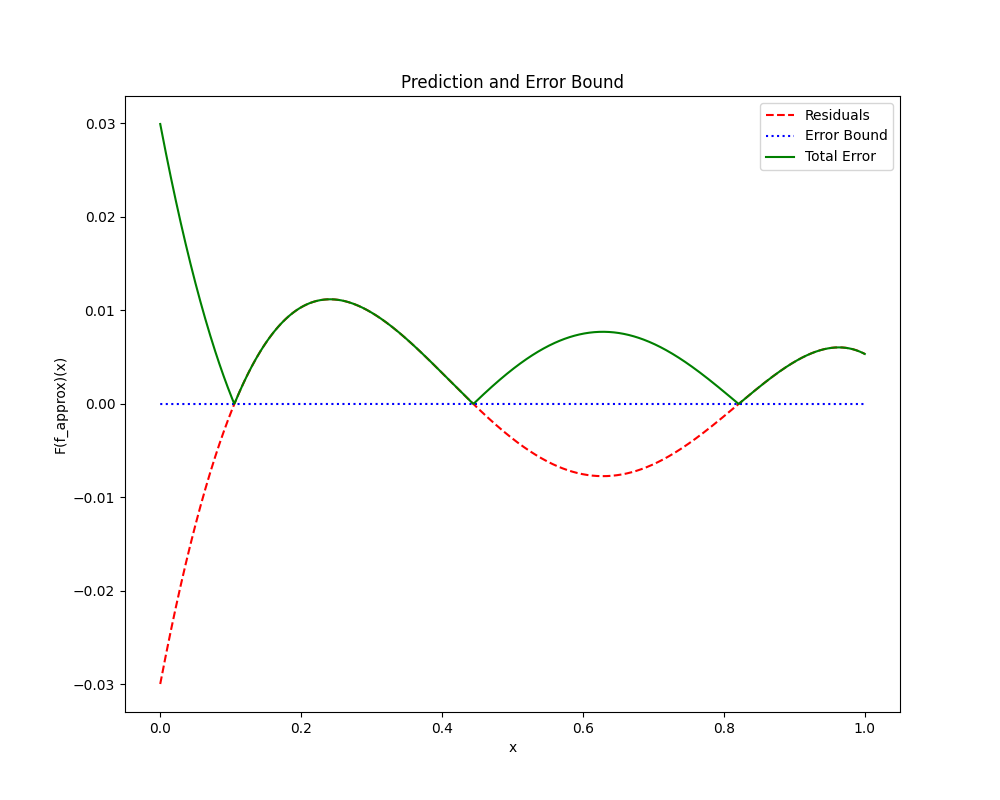 Prediction and Error Bound
Residuals
Error Bound
Total Error
F(f_approx)(x)
0.03
0.02
0.01
0.00
−0.01
−0.02
−0.03
0.0 0.2 0.4 0.6 0.8 1.0
x